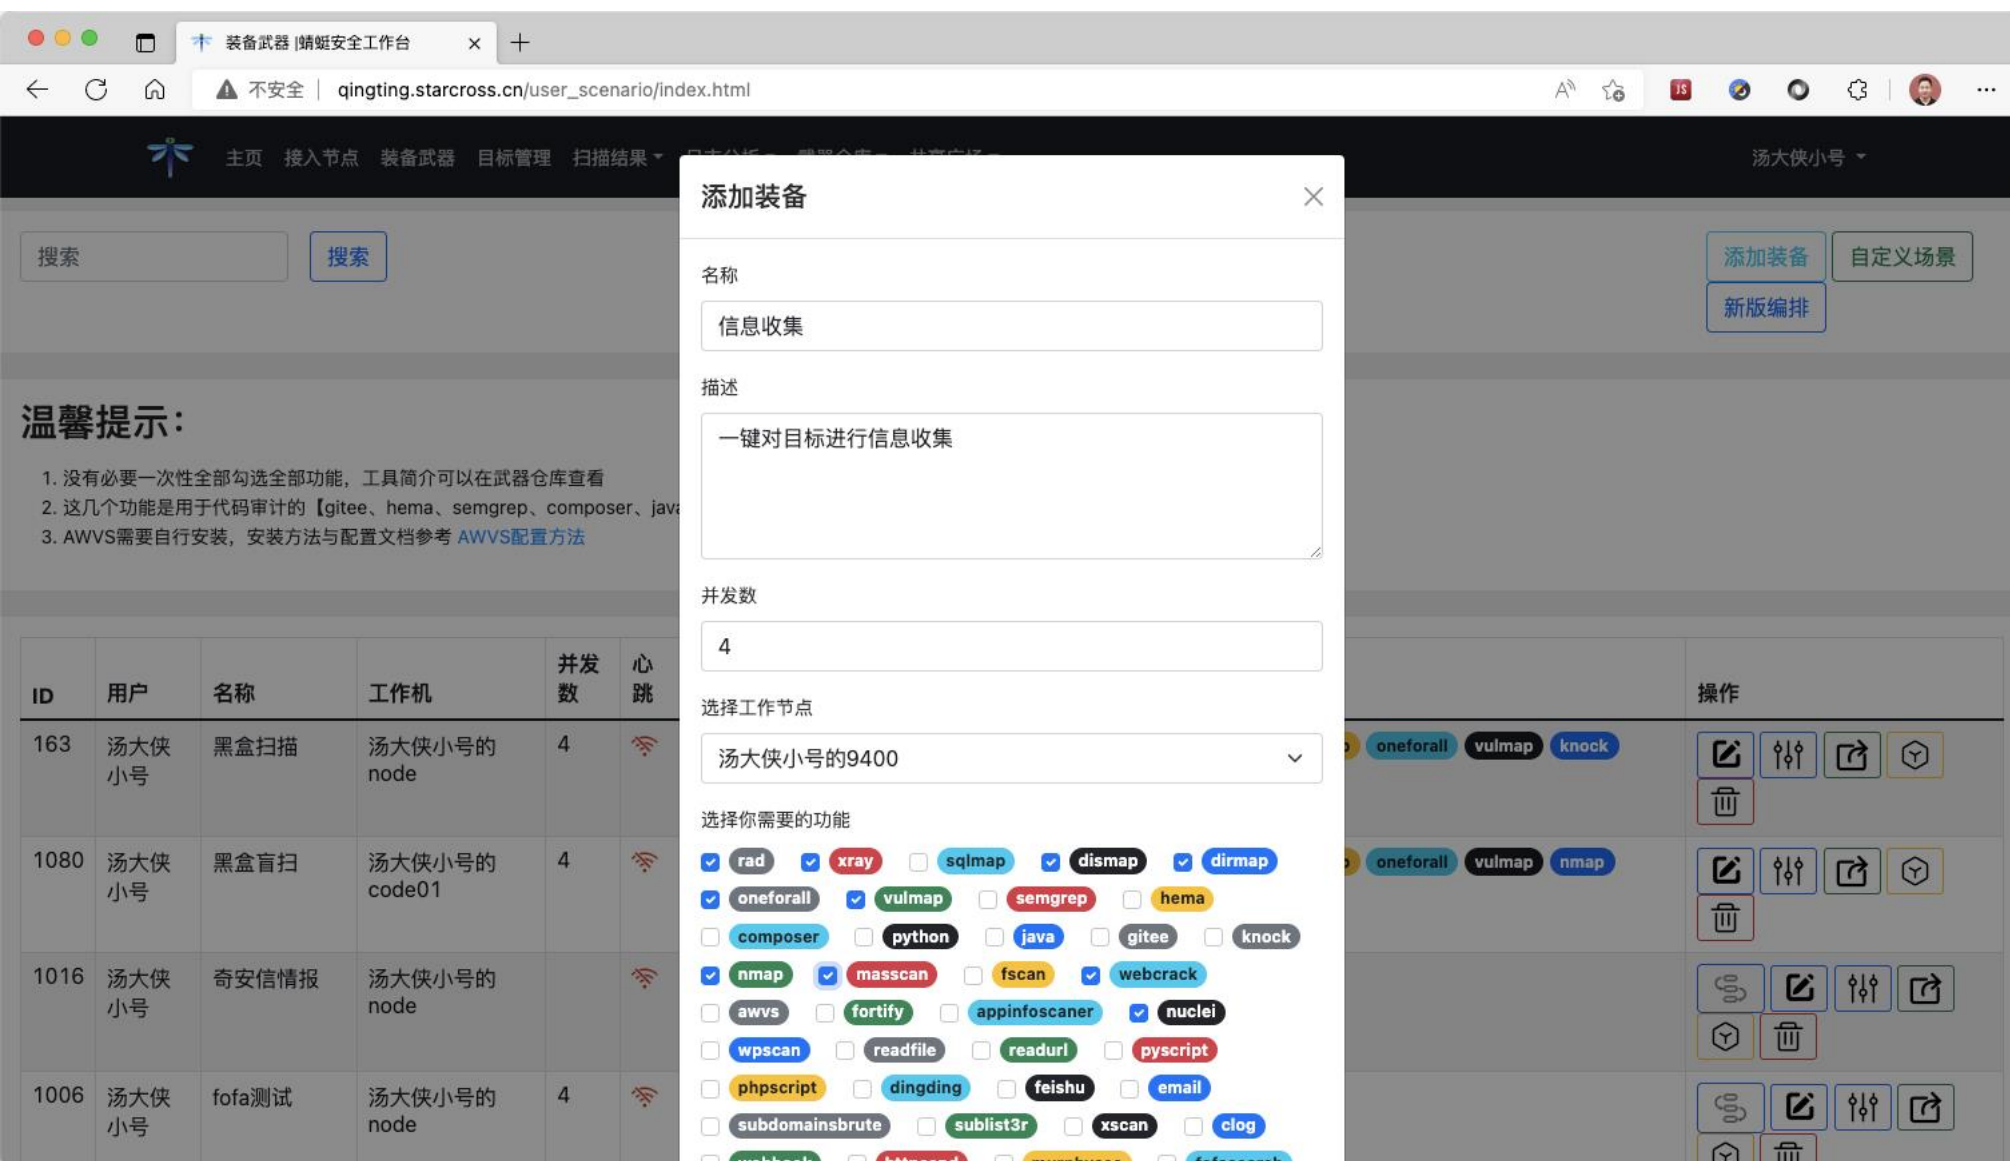 装备武器 |蜻蜓安全工作台
不安全 | qingting.starcross.cn/user_scenario/index.html
主页 接入节点 装备武器 目标管理 扫描结果
汤大侠小号
添加装备
搜索
搜索
添加装备
自定义场景
新版编排
名称
信息收集
描述
一键对目标进行信息收集
温馨提示：
1. 没有必要一次性全部勾选全部功能，工具简介可以在武器仓库查看
2. 这几个功能是用于代码审计的【gitee、hema、semgrep、composer、java
3. AWVS需要自行安装，安装方法与配置文档参考 AWVS配置方法
并发数
4
选择工作节点
汤大侠小号的9400
选择你需要的功能
rad xray sqlmap dismap dirmap
oneforall vulmap semgrep hema
composer python java gitee knock
nmap masscan fscan webcrack
awvs fortify appinfoscaner nuclei
wpscan readfile readurl pyscript
phpscript dingding feishu email
subdomainsbrute sublist3r xscan clog
ID 用户 名称 工作机 并发数 心跳 操作
163 汤大侠小号 黑盒扫描 汤大侠小号的node 4 oneforall vulmap knock
1080 汤大侠小号 黑盒盲扫 汤大侠小号的code01 4 oneforall vulmap nmap
1016 汤大侠小号 奇安信情报 汤大侠小号的node
1006 汤大侠小号 fofa测试 汤大侠小号的node 4